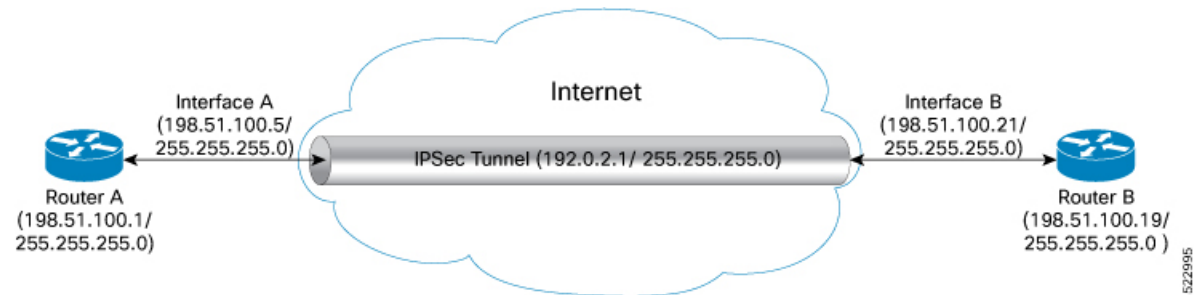 Internet
Interface A
(198.51.100.5/
255.255.255.0)
Interface B
(198.51.100.21/
255.255.255.0)
IPSec Tunnel (192.0.2.1/ 255.255.255.0)
Router A
(198.51.100.1/
255.255.255.0)
Router B
(198.51.100.19/
255.255.255.0 )
522995